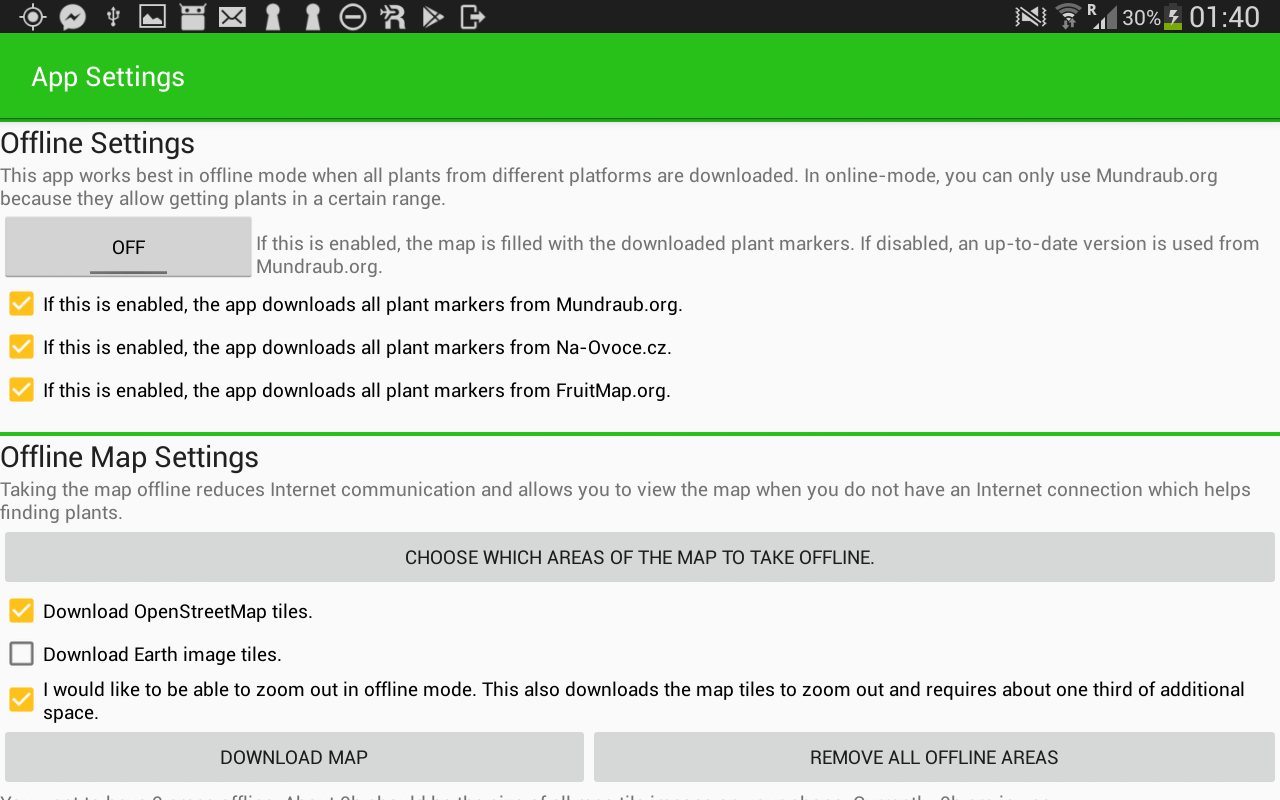 R 30% 01:40
App Settings
Offline Settings
This app works best in offline mode when all plants from different platforms are downloaded. In online-mode, you can only use Mundraub.org
because they allow getting plants in a certain range.
OFF
If this is enabled, the map is filled with the downloaded plant markers. If disabled, an up-to-date version is used from
Mundraub.org.
If this is enabled, the app downloads all plant markers from Mundraub.org.
If this is enabled, the app downloads all plant markers from Na-Ovoce.cz.
If this is enabled, the app downloads all plant markers from FruitMap.org.
Offline Map Settings
Taking the map offline reduces Internet communication and allows you to view the map when you do not have an Internet connection which helps
finding plants.
CHOOSE WHICH AREAS OF THE MAP TO TAKE OFFLINE.
Download OpenStreetMap tiles.
Download Earth image tiles.
I would like to be able to zoom out in offline mode. This also downloads the map tiles to zoom out and requires about one third of additional
space.
DOWNLOAD MAP
REMOVE ALL OFFLINE AREAS